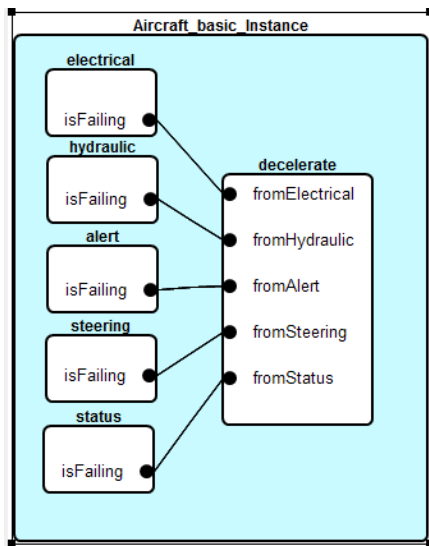 Aircraft_basic_Instance
electrical
isFailing
hydraulic
isFailing
alert
isFailing
steering
isFailing
status
isFailing
decelerate
fromElectrical
fromHydraulic
fromAlert
fromSteering
fromStatus